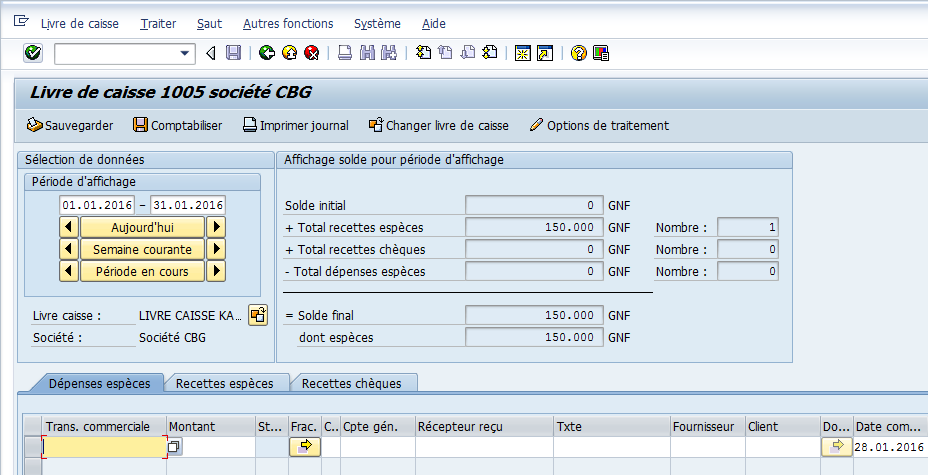 Livre de caisse Traiter Saut Autres fonctions Système Aide
Livre de caisse 1005 société CBG
Sauvegarder Comptabiliser Imprimer journal Changer livre de caisse Options de traitement
Sélection de données
Période d'affichage
01.01.2016 - 31.01.2016
Aujourd'hui
Semaine courante
Période en cours
Livre caisse : LIVRE CAISSE KA...
Société : Société CBG
Affichage solde pour période d'affichage
Solde initial 0 GNF
+ Total recettes espèces 150.000 GNF Nombre : 1
+ Total recettes chèques 0 GNF Nombre : 0
- Total dépenses espèces 0 GNF Nombre : 0
= Solde final 150.000 GNF
dont espèces 150.000 GNF
Dépenses espèces Recettes espèces Recettes chèques
Trans. commerciale Montant St... Frac. C.. Cpte gén. Récepteur reçu Txte Fournisseur Client Do... Date com...
28.01.2016